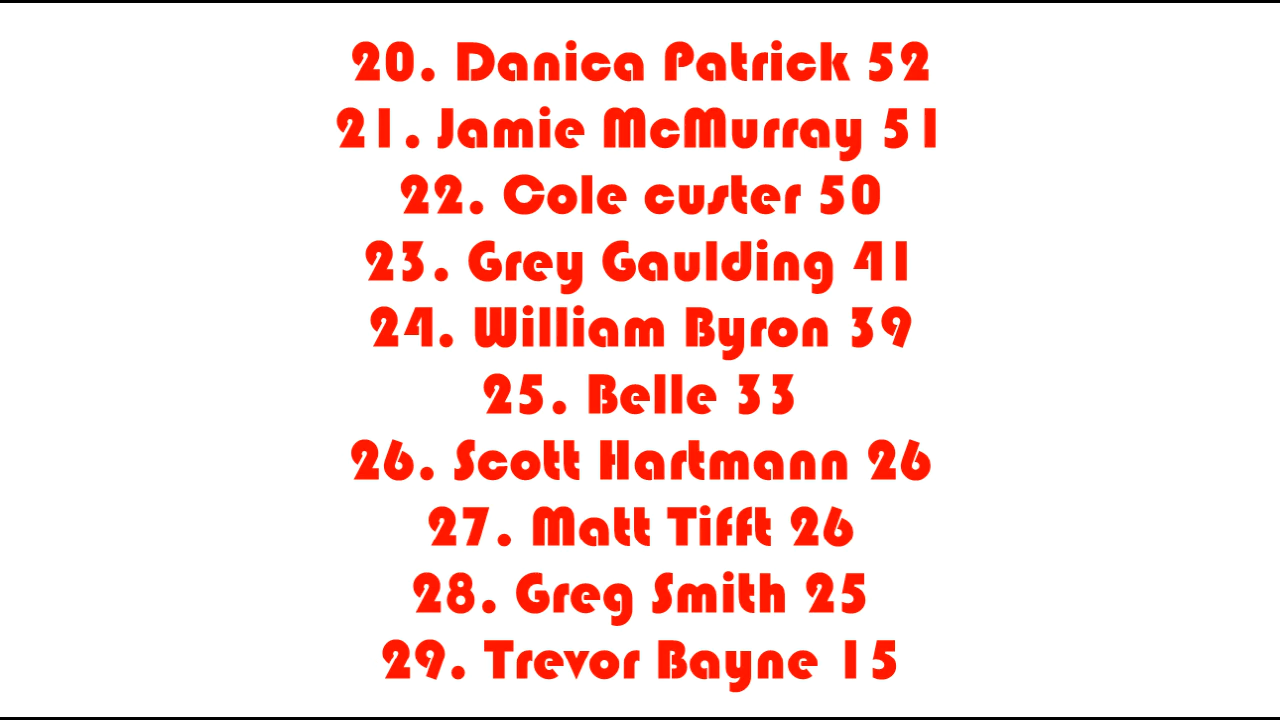 20. Danica Patrick 52
21. Jamie McMurray 51
22. Cole custer 50
23. Grey Gaulding 41
24. William Byron 39
25. Belle 33
26. Scott Hartmann 26
27. Matt Tifft 26
28. Greg Smith 25
29. Trevor Bayne 15